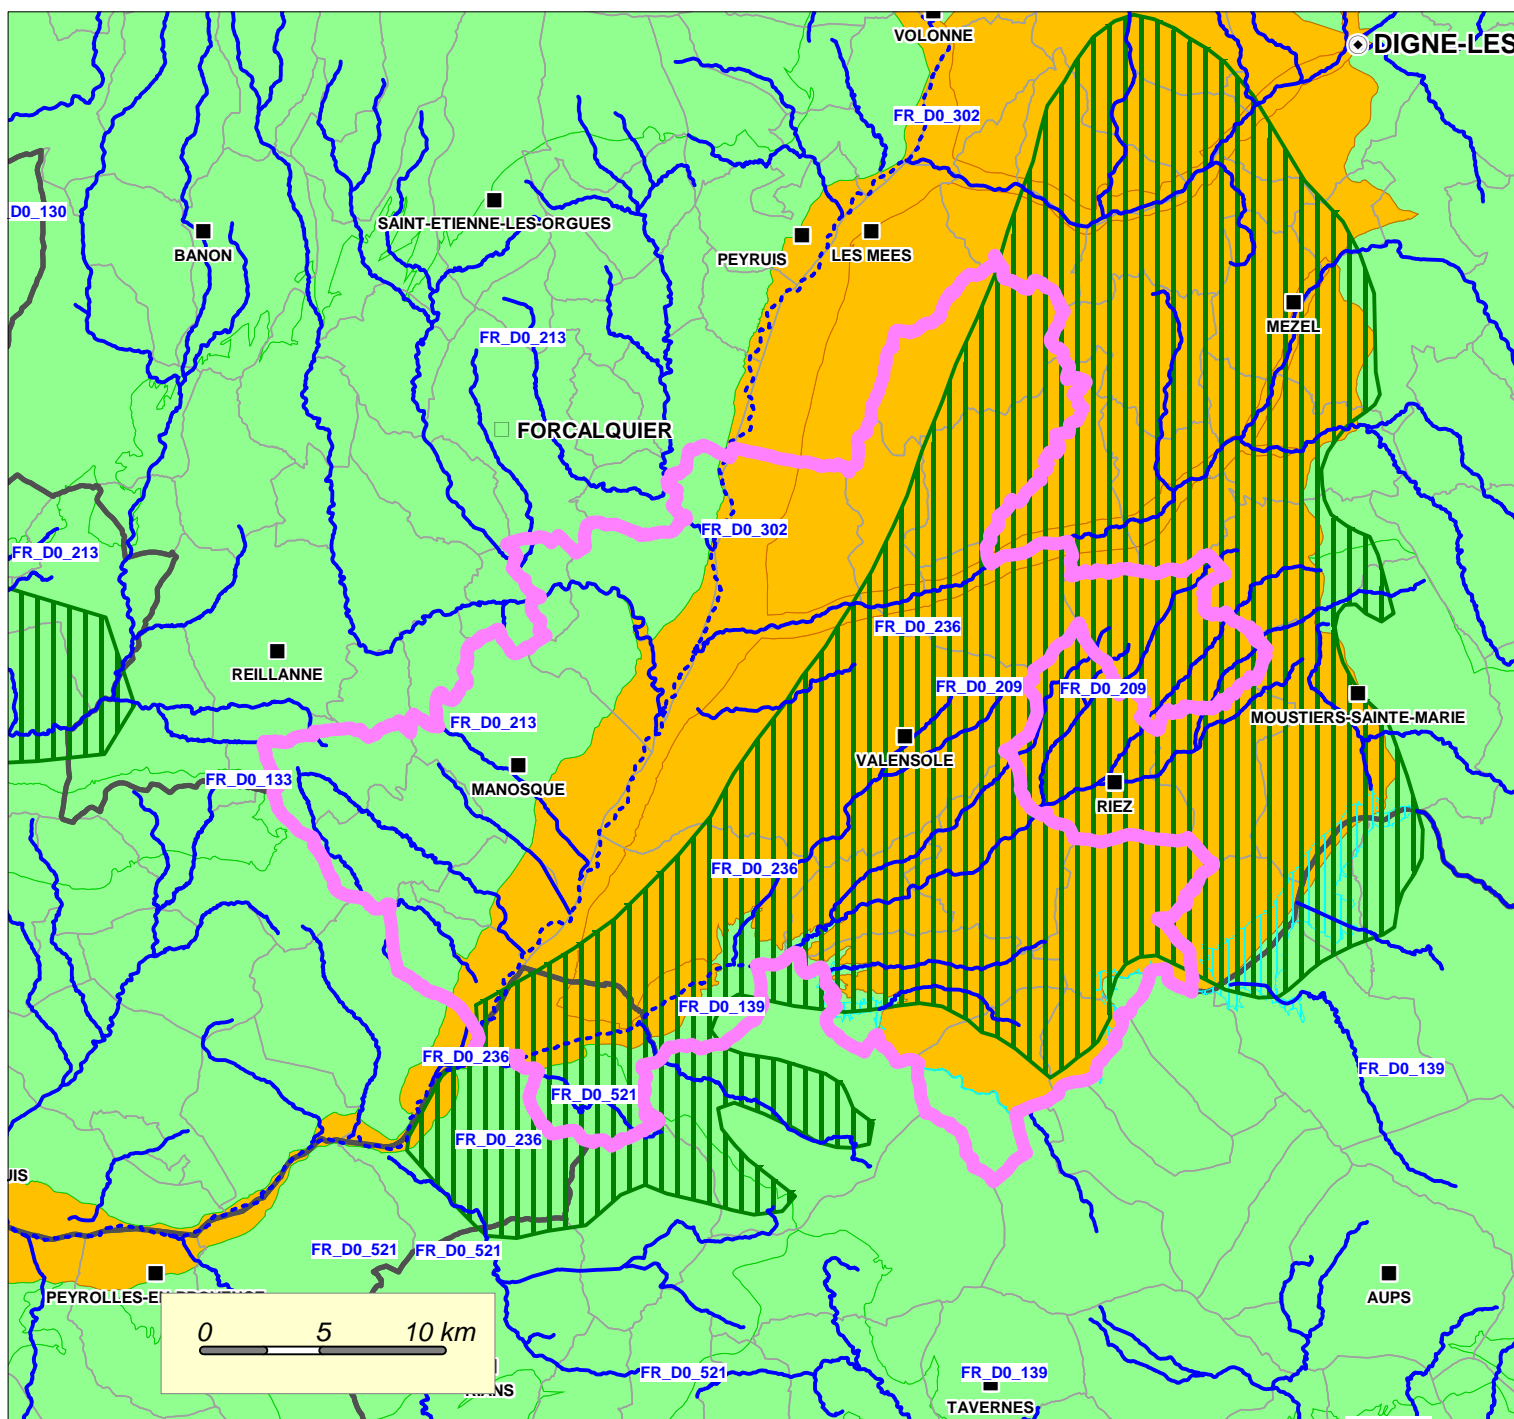 VOLONNE
DIGNE-LES
FR_D0_302
D0_130
SAINT-ETIENNE-LES-ORGUES
BANON
PEYRUIS
LES MEES
MEZEL
FR_D0_213
FORCALQUIER
FR_D0_302
FR_D0_213
FR_D0_236
REILLANNE
FR_D0_209
FR_D0_209
MOUSTIERS-SAINTE-MARIE
FR_D0_213
VALENSOLE
FR_D0_133
MANOSQUE
RIEZ
FR_D0_236
FR_D0_139
FR_D0_236
FR_D0_139
FR_D0_521
FR_D0_236
UIS
FR_D0_521
FR_D0_521
PEYROLLES-EN-PROVENCE
AUPS
0 5 10 km
FR_D0_521
FR_D0_139
RIANS
TAVERNES